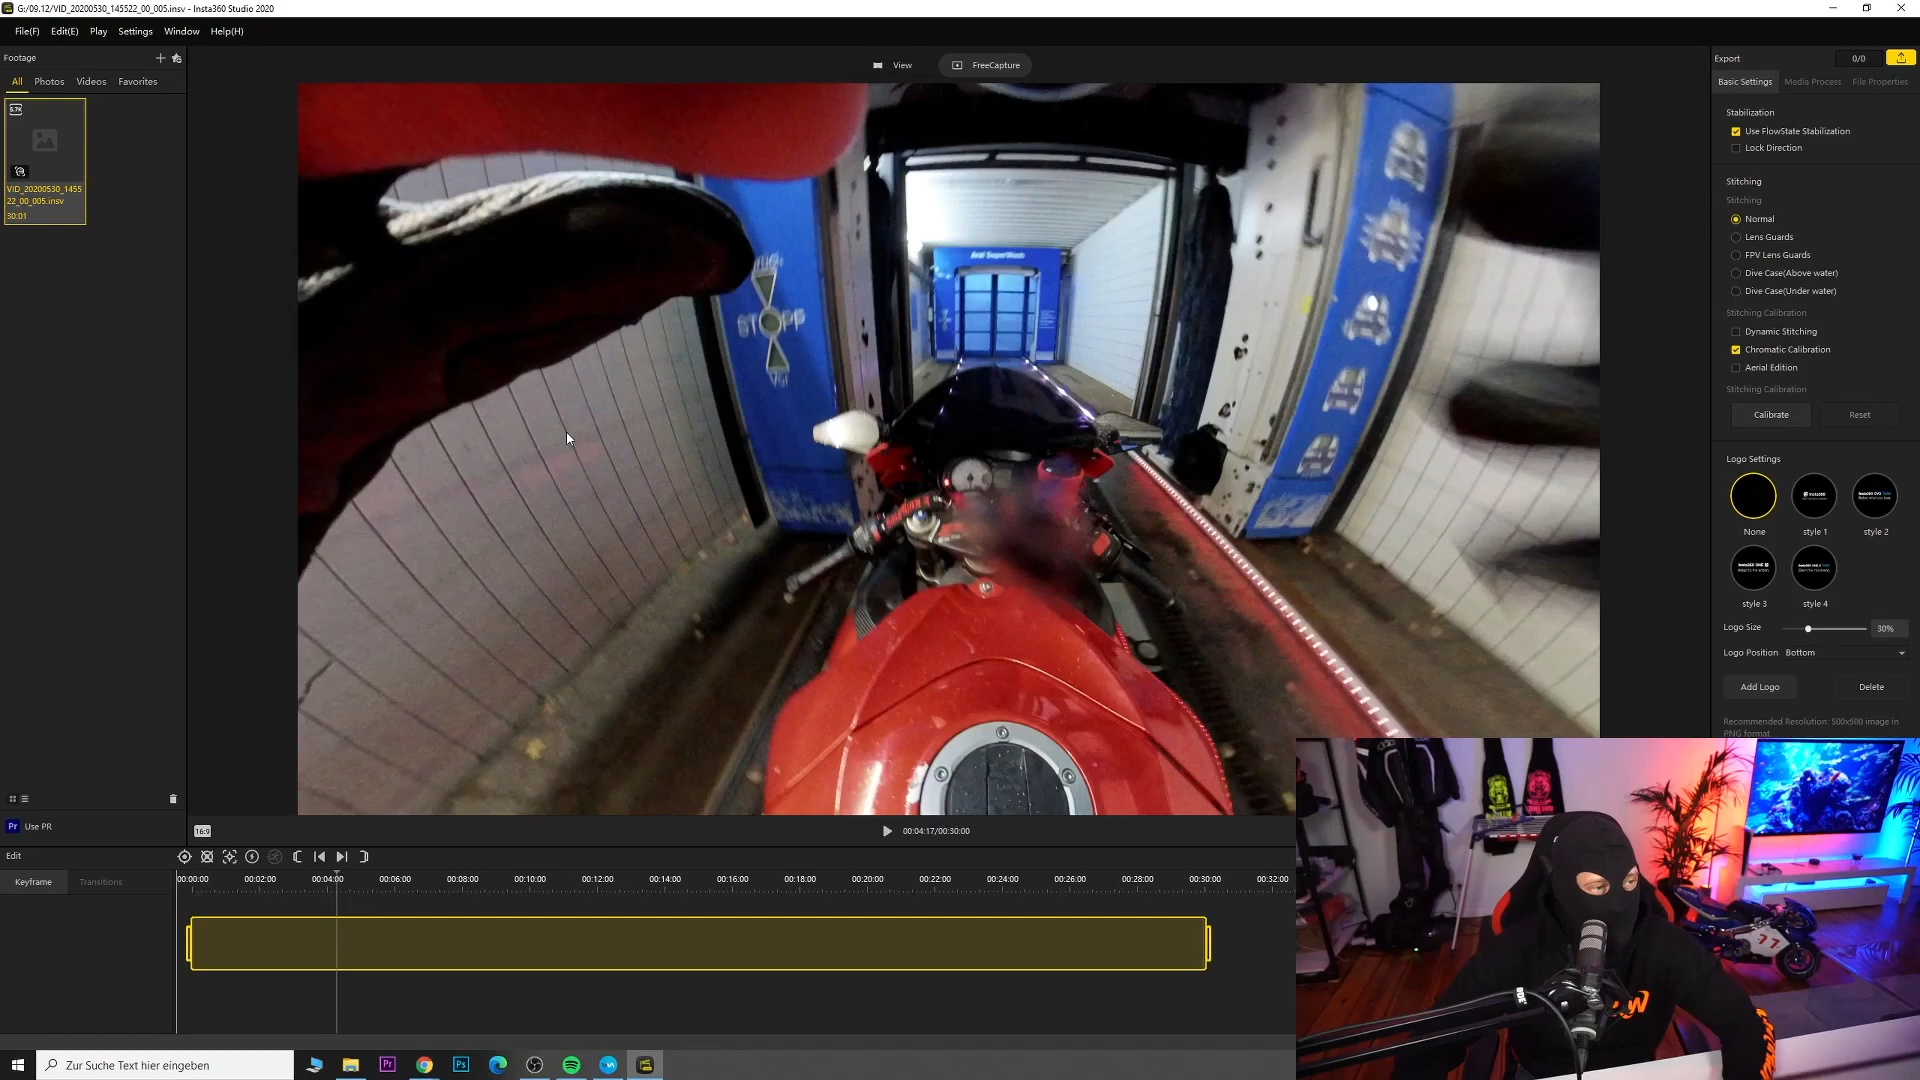 G:/09.12/VID_20200530_145522_00_005.insv - Insta360 Studio 2020
File(F) Edit(E) Play Settings Window Help(H)
Footage
All Photos Videos Favorites
5.7K
VID_20200530_1455
22_00_005.insv
30:01
Pr Use PR
View FreeCapture
Aral SuperWash
STOPP
16:9
00:04:17/00:30:00
Export 0/0
Basic Settings Media Process File Properties
Stabilization
Use FlowState Stabilization
Lock Direction
Stitching
Stitching
Normal
Lens Guards
FPV Lens Guards
Dive Case(Above water)
Dive Case(Under water)
Stitching Calibration
Dynamic Stitching
Chromatic Calibration
Aerial Edition
Stitching Calibration
Calibrate Reset
Logo Settings
None style 1 style 2
style 3 style 4
Logo Size 30%
Logo Position Bottom
Add Logo Delete
Recommended Resolution: 500x500 image in
PNG format
Edit
Keyframe Transitions
00:00:00 00:02:00 00:04:00 00:06:00 00:08:00 00:10:00 00:12:00 00:14:00 00:16:00 00:18:00 00:20:00 00:22:00 00:24:00 00:26:00 00:28:00 00:30:00 00:32:00
77
Zur Suche Text hier eingeben
Pr
Ps